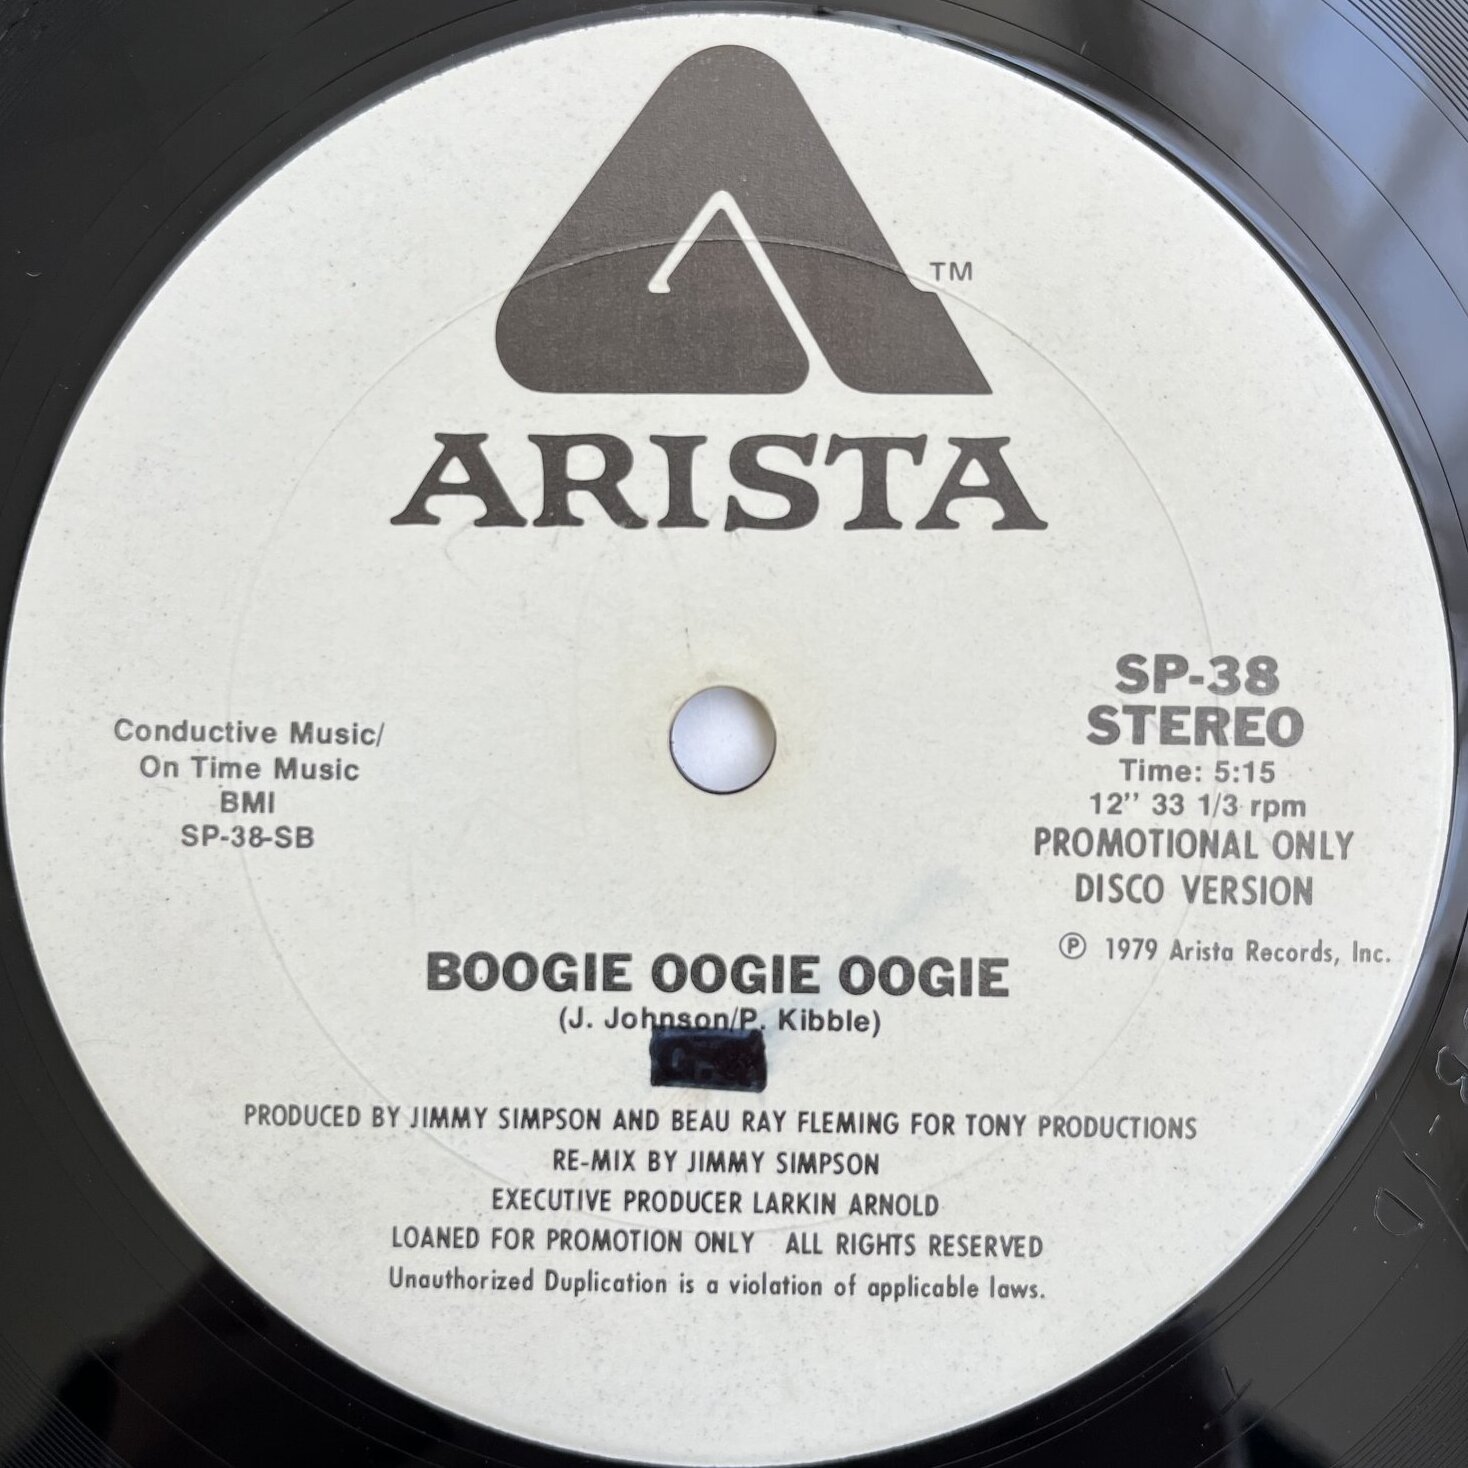 TM
ARISTA
Conductive Music/
On Time Music
BMI
SP-38-SB
SP-38
STEREO
Time: 5:15
12’’ 33 1/3 rpm
PROMOTIONAL ONLY
DISCO VERSION
Ⓟ 1979 Arista Records, Inc.
BOOGIE OOGIE OOGIE
(J. Johnson/P. Kibble)
PRODUCED BY JIMMY SIMPSON AND BEAU RAY FLEMING FOR TONY PRODUCTIONS
RE-MIX BY JIMMY SIMPSON
EXECUTIVE PRODUCER LARKIN ARNOLD
LOANED FOR PROMOTION ONLY ALL RIGHTS RESERVED
Unauthorized Duplication is a violation of applicable laws.